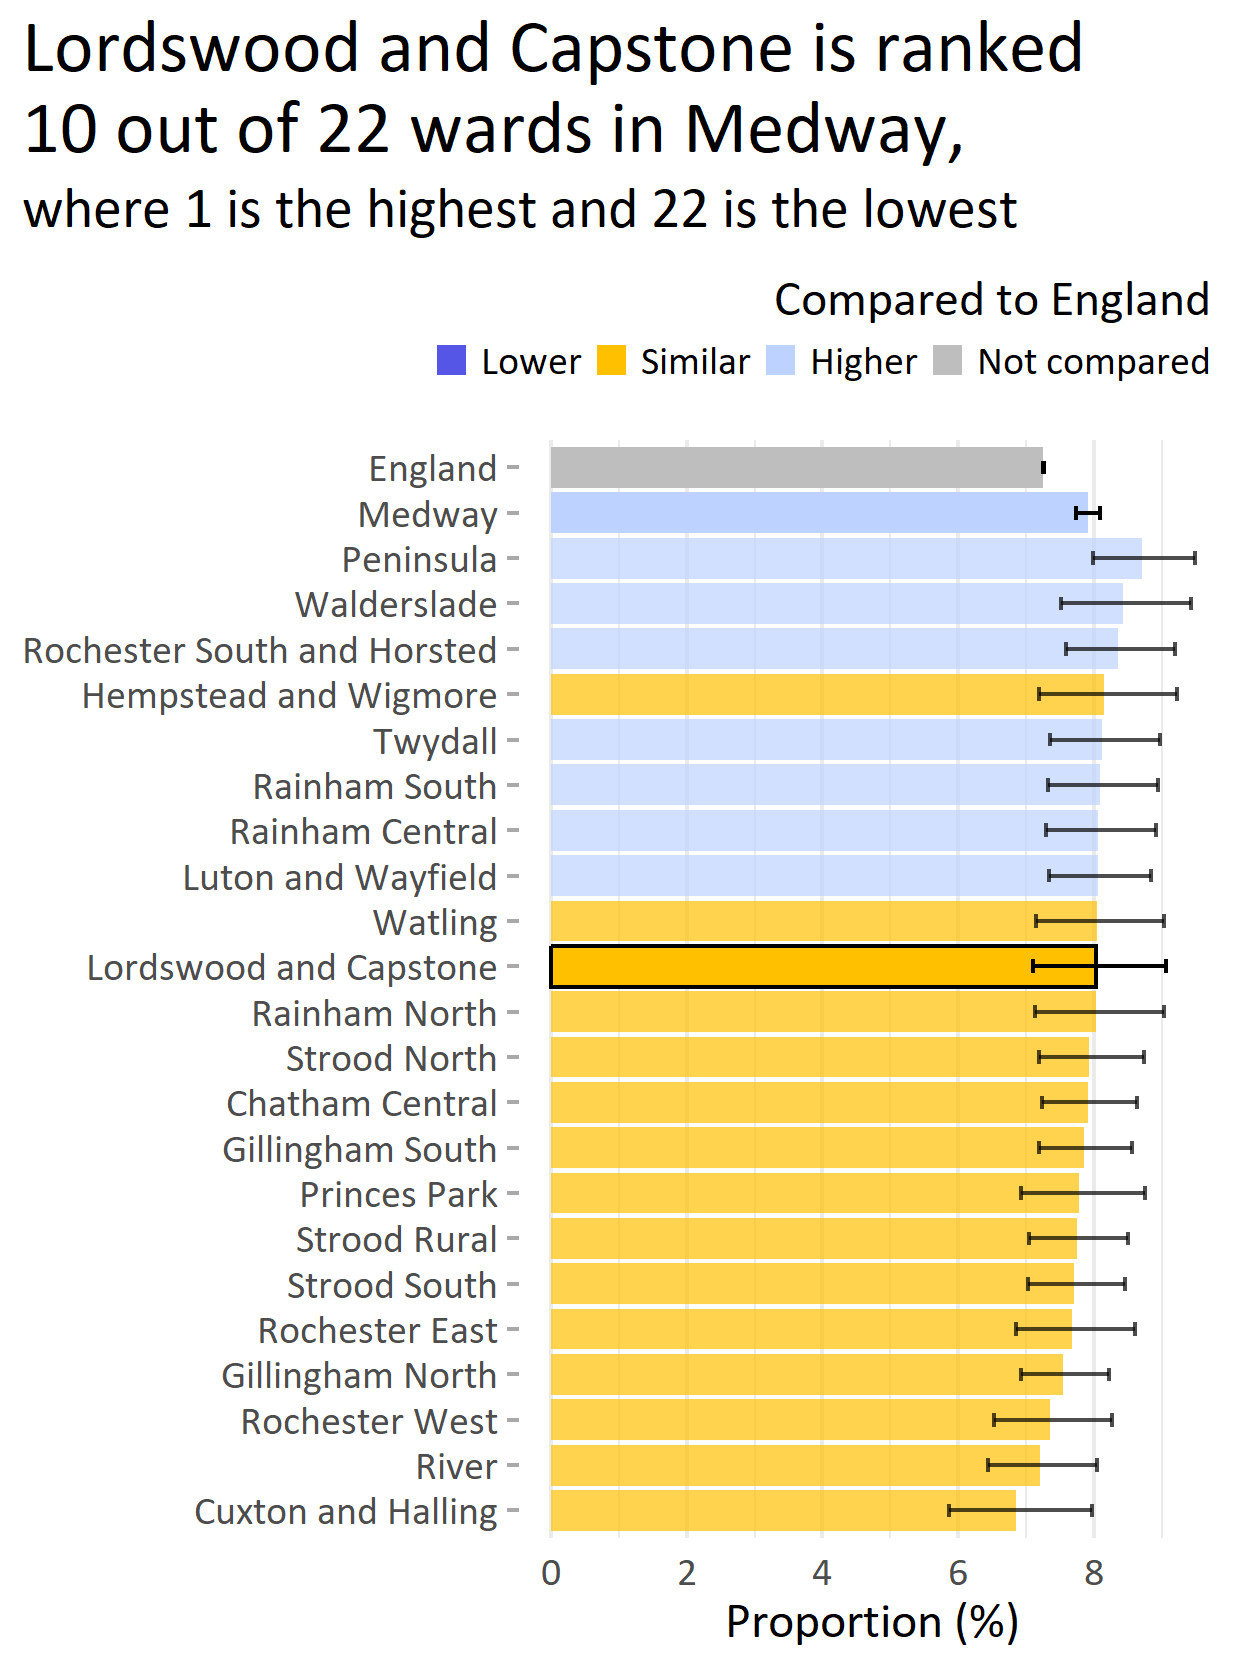 Lordswood and Capstone is ranked
10 out of 22 wards in Medway,
where 1 is the highest and 22 is the lowest
Compared to England
Lower Similar Higher Not compared
England
Medway
Peninsula
Walderslade
Rochester South and Horsted
Hempstead and Wigmore
Twydall
Rainham South
Rainham Central
Luton and Wayfield
Watling
Lordswood and Capstone
Rainham North
Strood North
Chatham Central
Gillingham South
Princes Park
Strood Rural
Strood South
Rochester East
Gillingham North
Rochester West
River
Cuxton and Halling
0 2 4 6 8
Proportion (%)